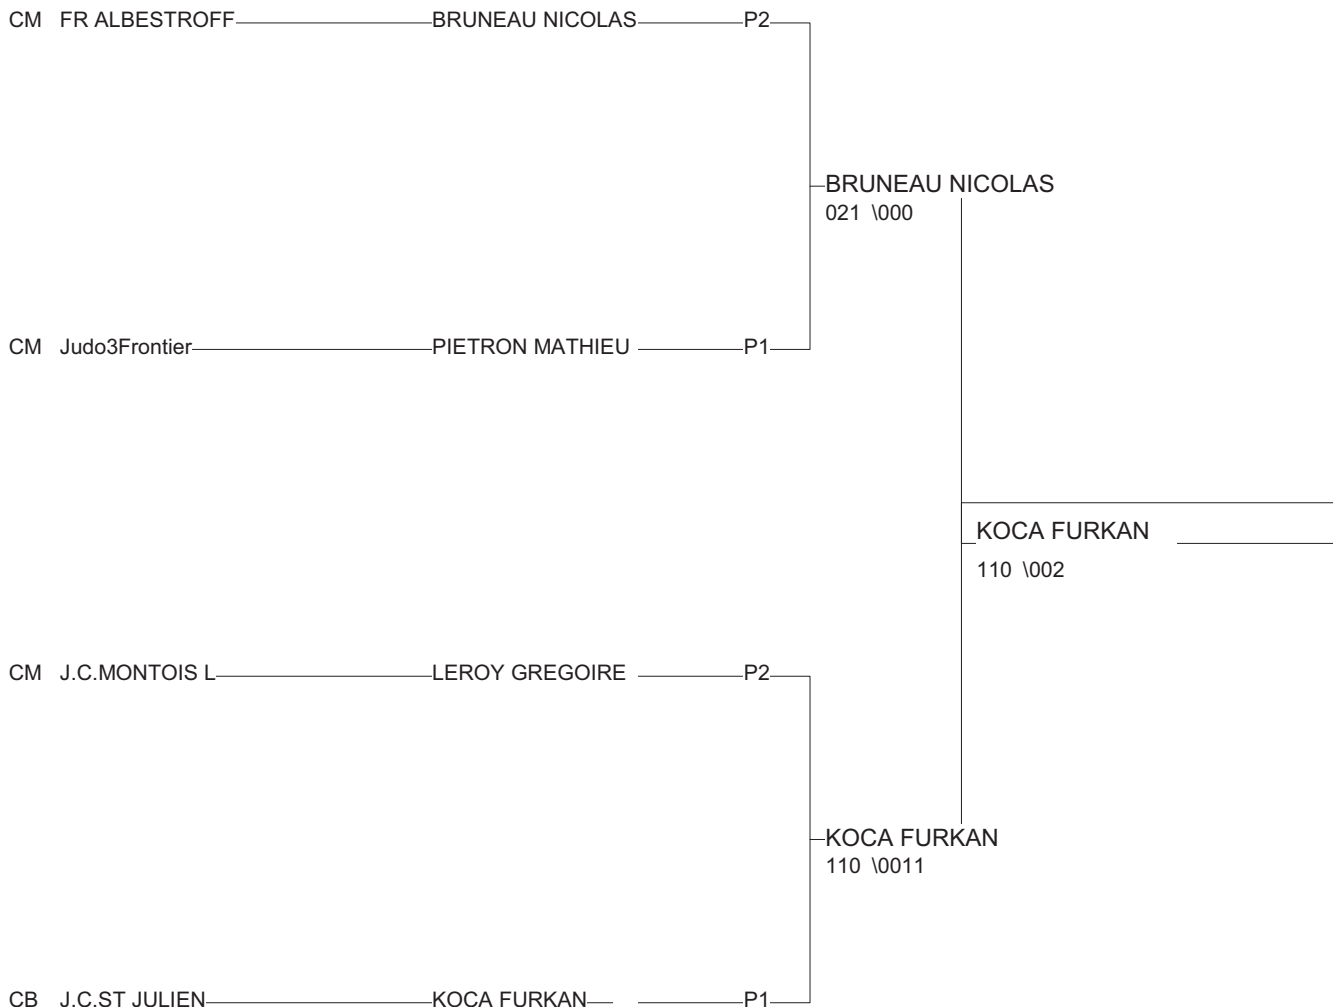 CM FR ALBESTROFF BRUNEAU NICOLAS P2
BRUNEAU NICOLAS
021 \000
CM Judo3Frontier PIETRON MATHIEU P1
KOCA FURKAN
110 \002
CM J.C.MONTOIS L LEROY GREGOIRE P2
KOCA FURKAN
110 \0011
CB J.C.ST JULIEN KOCA FURKAN P1